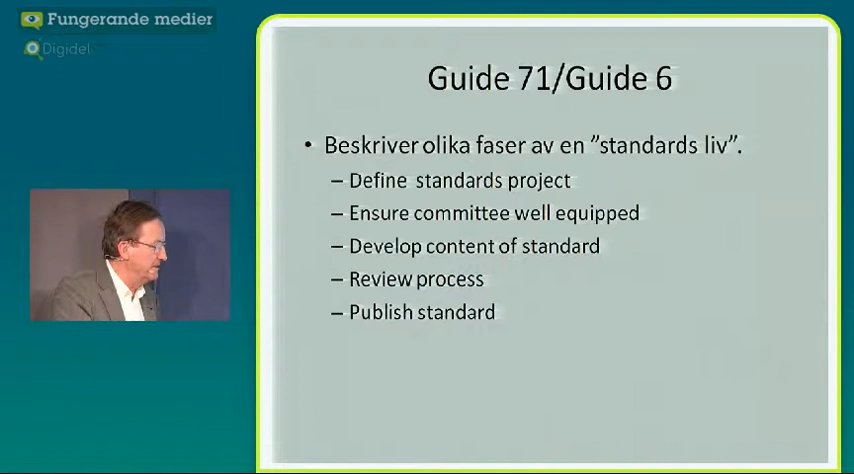 Fungerande medier
Digidel
Guide 71/Guide 6
• Beskriver olika faser av en ”standards liv”.
– Define standards project
– Ensure committee well equipped
– Develop content of standard
– Review process
– Publish standard